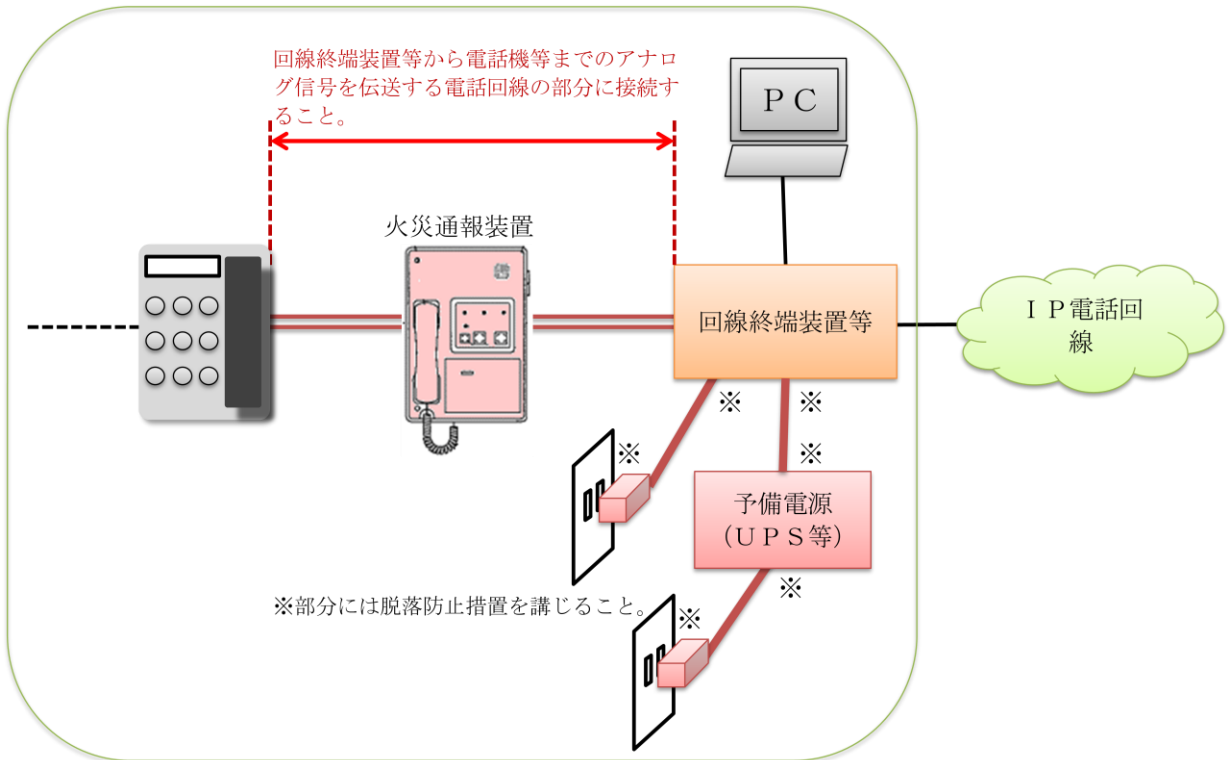 回線終端装置等から電話機等までのアナロ
グ信号を伝送する電話回線の部分に接続す
ること。
ＰＣ
火災通報装置
回線終端装置等
ＩＰ電話回
線
※
※
※
※
予備電源
（ＵＰＳ等）
※
※部分には脱落防止措置を講じること。
※